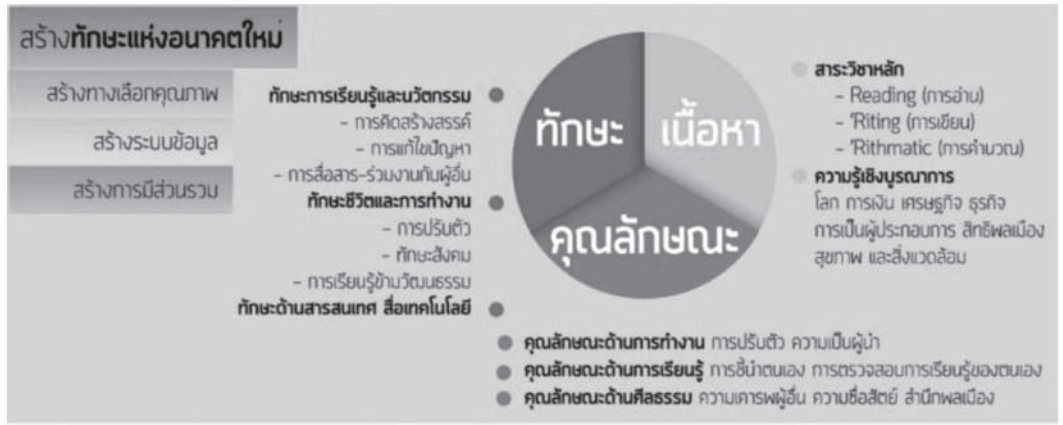 สร้างทักษะแห่งอนาคตใหม่
สร้างทางเลือกคุณภาพ
สร้างระบบข้อมูล
สร้างการมีส่วนรวม
ทักษะการเรียนรู้และนวัตกรรม
- การคิดสร้างสรรค์
- การแก้ไขปัญหา
- การสื่อสาร-ร่วมงานกับผู้อื่น
ทักษะชีวิตและการทำงาน
- การปรับตัว
- ทักษะสังคม
- การเรียนรู้ข้ามวัฒนธรรม
ทักษะด้านสารสนเทศ สื่อเทคโนโลยี
ทักษะ เนื้อหา
คุณลักษณะ
สาระวิชาหลัก
- Reading (การอ่าน)
- 'Riting (การเขียน)
- 'Rithmatic (การคำนวณ)
ความรู้เชิงบูรณาการ
โลก การเงิน เศรษฐกิจ ธุรกิจ
การเป็นผู้ประกอบการ สิทธิพลเมือง
สุขภาพ และสิ่งแวดล้อม
คุณลักษณะด้านการทำงาน การปรับตัว ความเป็นผู้นำ
คุณลักษณะด้านการเรียนรู้ การชี้นำตนเอง การตรวจสอบการเรียนรู้ของตนเอง
คุณลักษณะด้านศีลธรรม ความเคารพผู้อื่น ความซื่อสัตย์ สำนึกพลเมือง